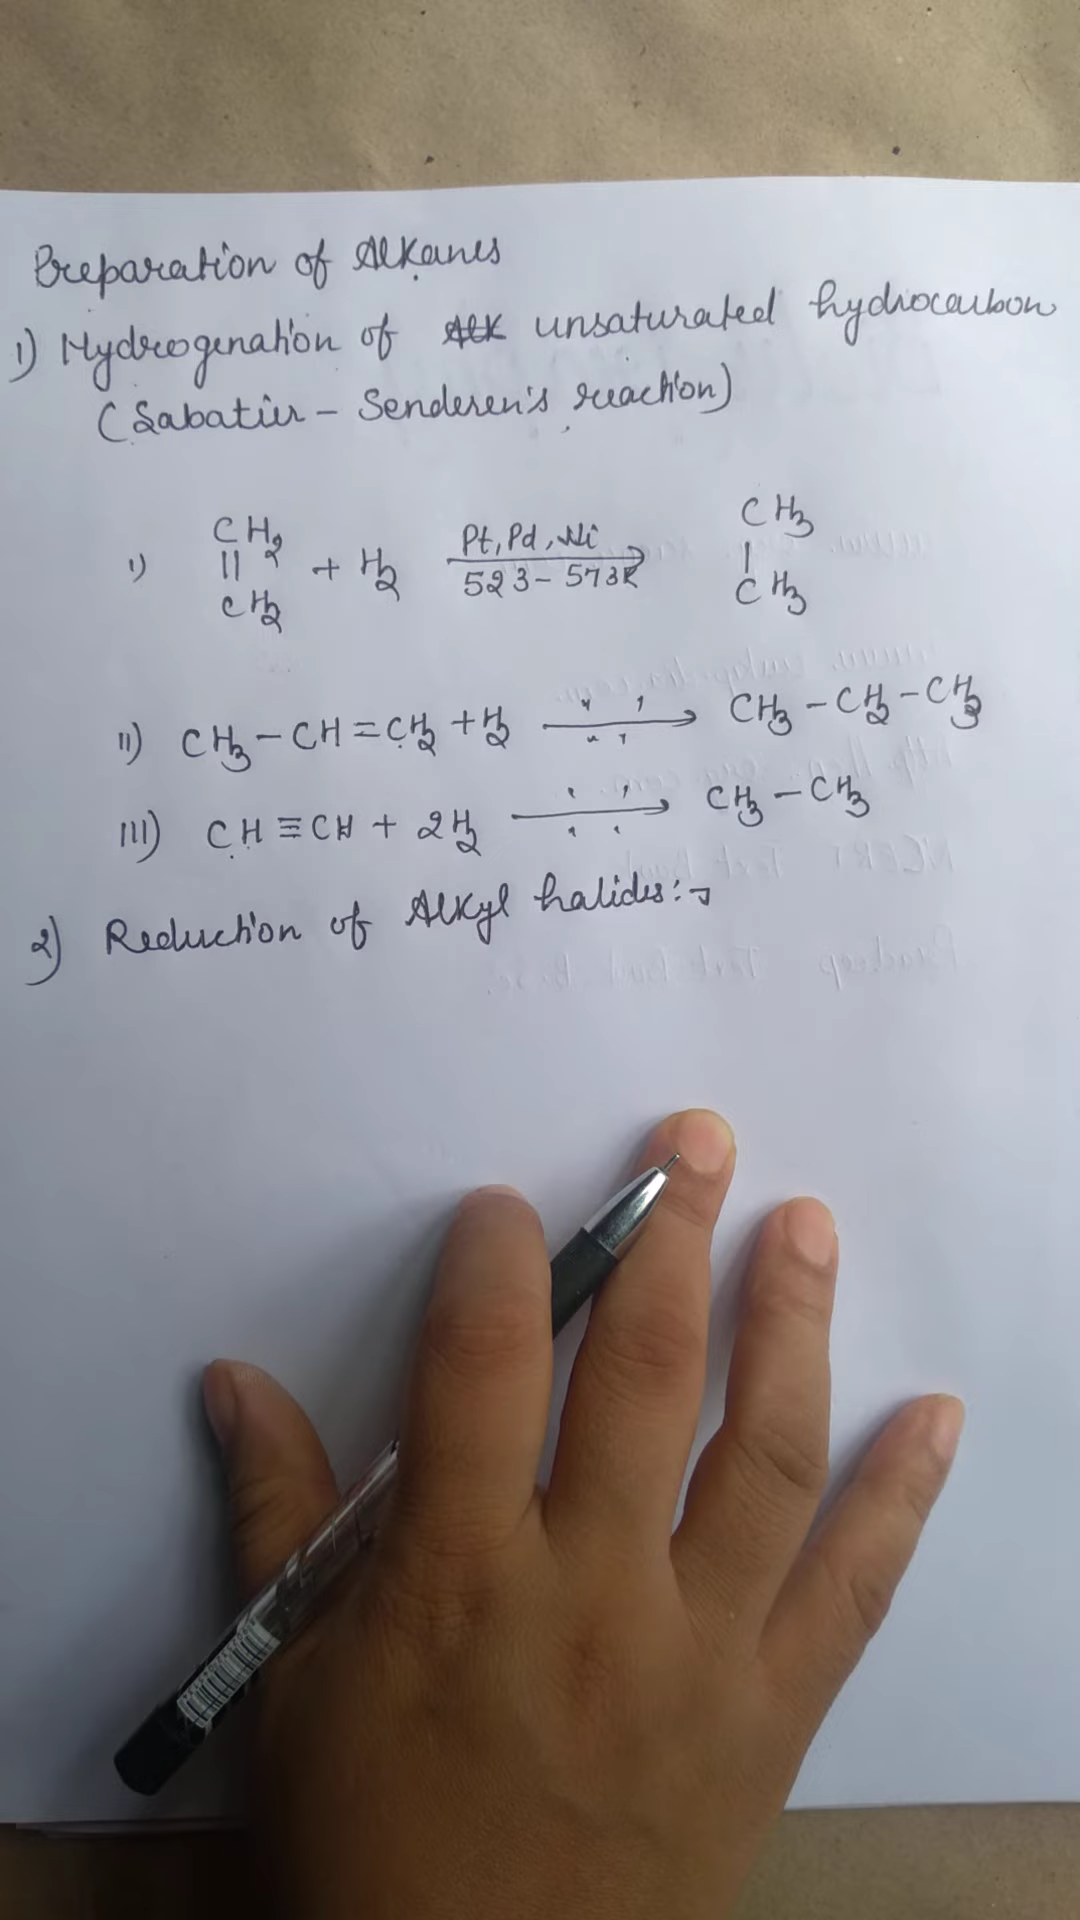 Preparation of Alkanes
1) Hydrogenation of unsaturated hydrocarbon
(Sabatier - Senderen's reaction)
i) CH2 = CH2 + H2 Pt, Pd, Ni 523-573K → CH3 - CH3
ii) CH3-CH=CH2 + H2 " " → CH3-CH2-CH3
iii) CH≡CH + 2H2 " " → CH3-CH3
2) Reduction of Alkyl halides:→